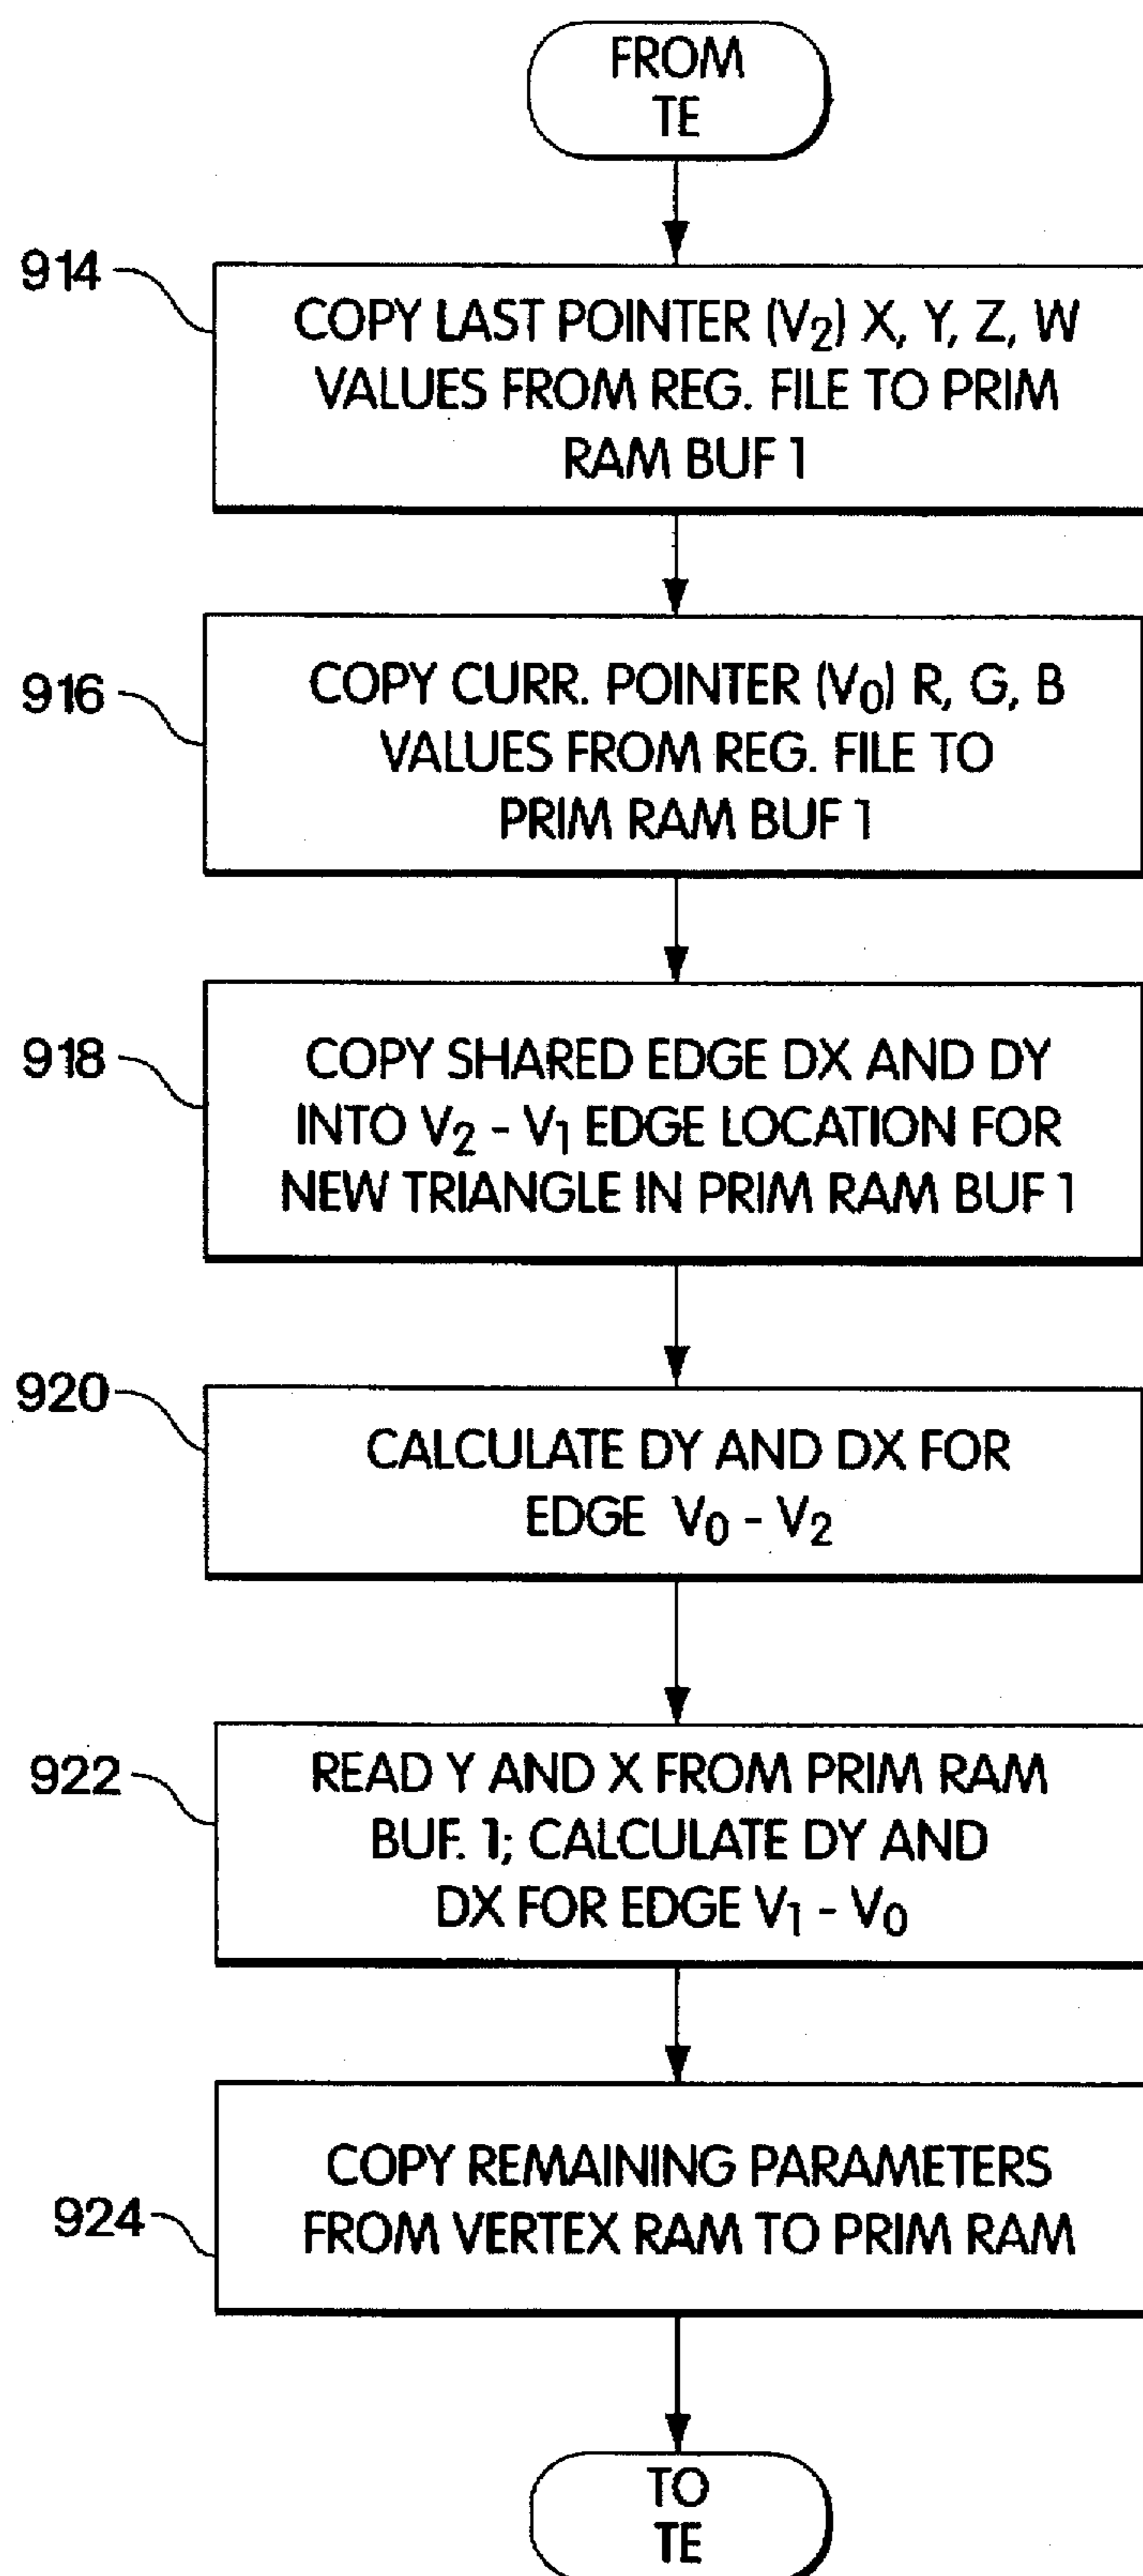 FROM
TE
914
COPY LAST POINTER (V2) X, Y, Z, W
VALUES FROM REG. FILE TO PRIM
RAM BUF 1
916
COPY CURR. POINTER (V0) R, G, B
VALUES FROM REG. FILE TO
PRIM RAM BUF 1
918
COPY SHARED EDGE DX AND DY
INTO V2 - V1 EDGE LOCATION FOR
NEW TRIANGLE IN PRIM RAM BUF 1
920
CALCULATE DY AND DX FOR
EDGE V0 - V2
922
READ Y AND X FROM PRIM RAM
BUF. 1; CALCULATE DY AND
DX FOR EDGE V1 - V0
924
COPY REMAINING PARAMETERS
FROM VERTEX RAM TO PRIM RAM
TO
TE